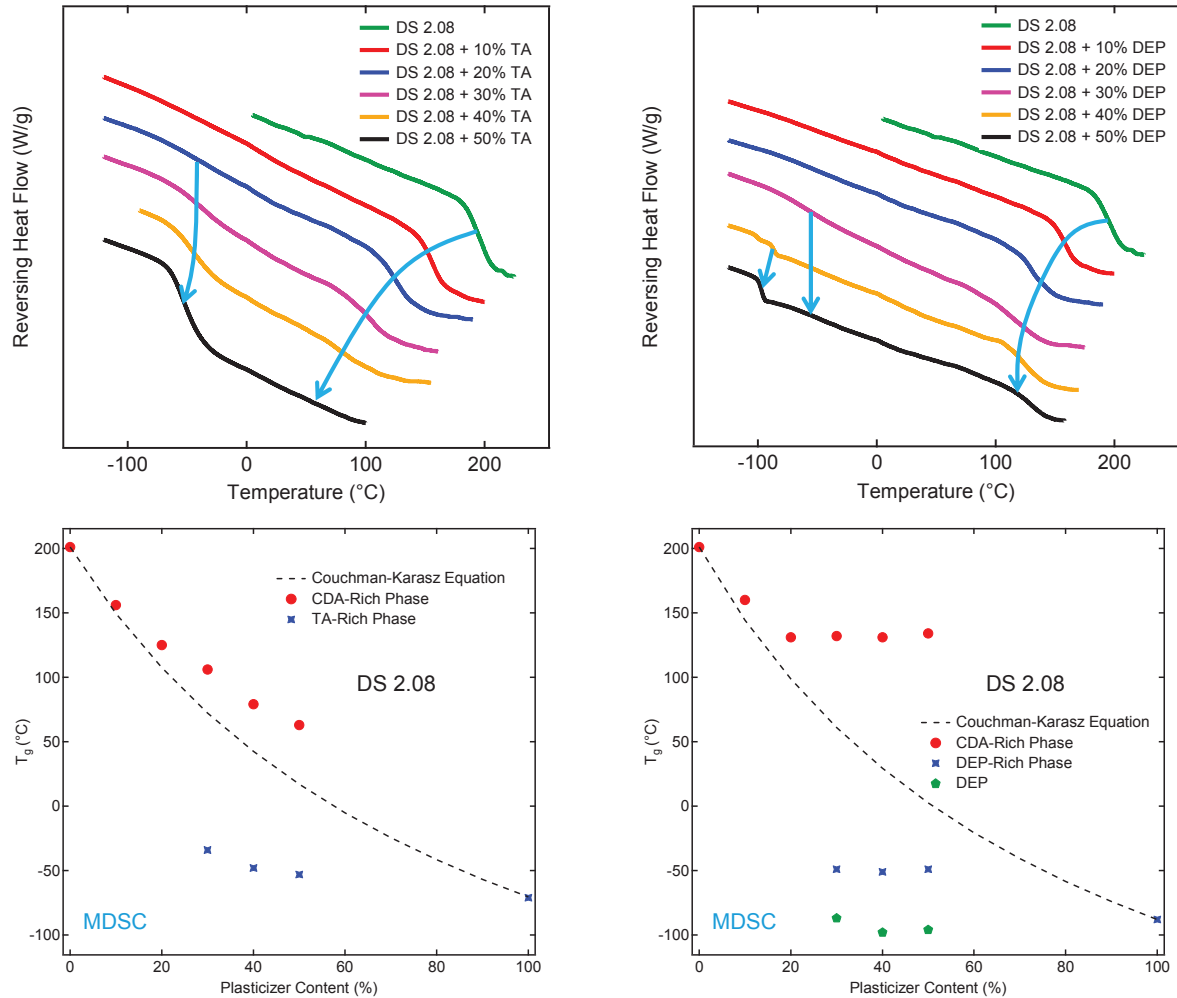 DS 2.08
DS 2.08 + 10% TA
DS 2.08 + 20% TA
DS 2.08 + 30% TA
DS 2.08 + 40% TA
DS 2.08 + 50% TA
Reversing Heat Flow (W/g)
-100 0 100 200
Temperature (°C)
DS 2.08
DS 2.08 + 10% DEP
DS 2.08 + 20% DEP
DS 2.08 + 30% DEP
DS 2.08 + 40% DEP
DS 2.08 + 50% DEP
Reversing Heat Flow (W/g)
-100 0 100 200
Temperature (°C)
200
150
100
50
0
-50
-100
Tg (°C)
Couchman-Karasz Equation
CDA-Rich Phase
TA-Rich Phase
DS 2.08
MDSC
0 20 40 60 80 100
Plasticizer Content (%)
200
150
100
50
0
-50
-100
Tg (°C)
DS 2.08
Couchman-Karasz Equation
CDA-Rich Phase
DEP-Rich Phase
DEP
MDSC
0 20 40 60 80 100
Plasticizer Content (%)